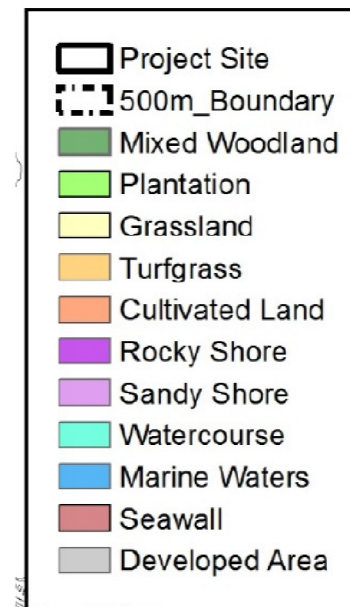 Project Site
500m_Boundary
Mixed Woodland
Plantation
Grassland
Turfgrass
Cultivated Land
Rocky Shore
Sandy Shore
Watercourse
Marine Waters
Seawall
Developed Area